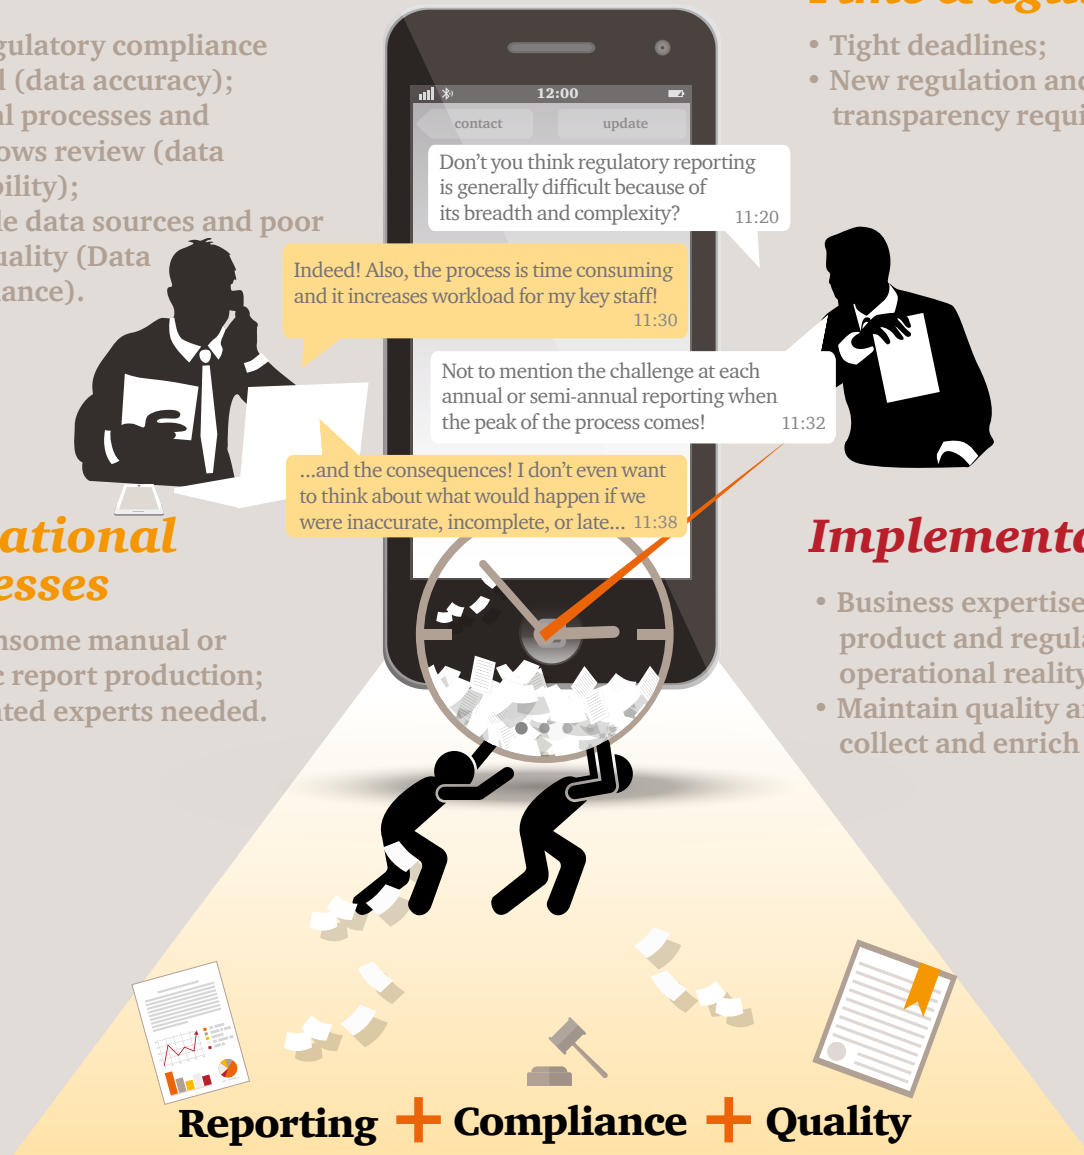 gulatory compliance
(data accuracy);
l processes and
ows review (data
bility);
le data sources and poor
uality (Data
ance).
• Tight deadlines;
• New regulation and
transparency requi
12:00
contact
update
Don't you think regulatory reporting
is generally difficult because of
its breadth and complexity? 11:20
Indeed! Also, the process is time consuming
and it increases workload for my key staff!
11:30
Not to mention the challenge at each
annual or semi-annual reporting when
the peak of the process comes! 11:32
...and the consequences! I don't even want
to think about what would happen if we
were inaccurate, incomplete, or late... 11:38
ational
esses
nsome manual or
c report production;
ted experts needed.
Implementa
• Business expertise
product and regula
operational reality
• Maintain quality a
collect and enrich
Reporting + Compliance + Quality